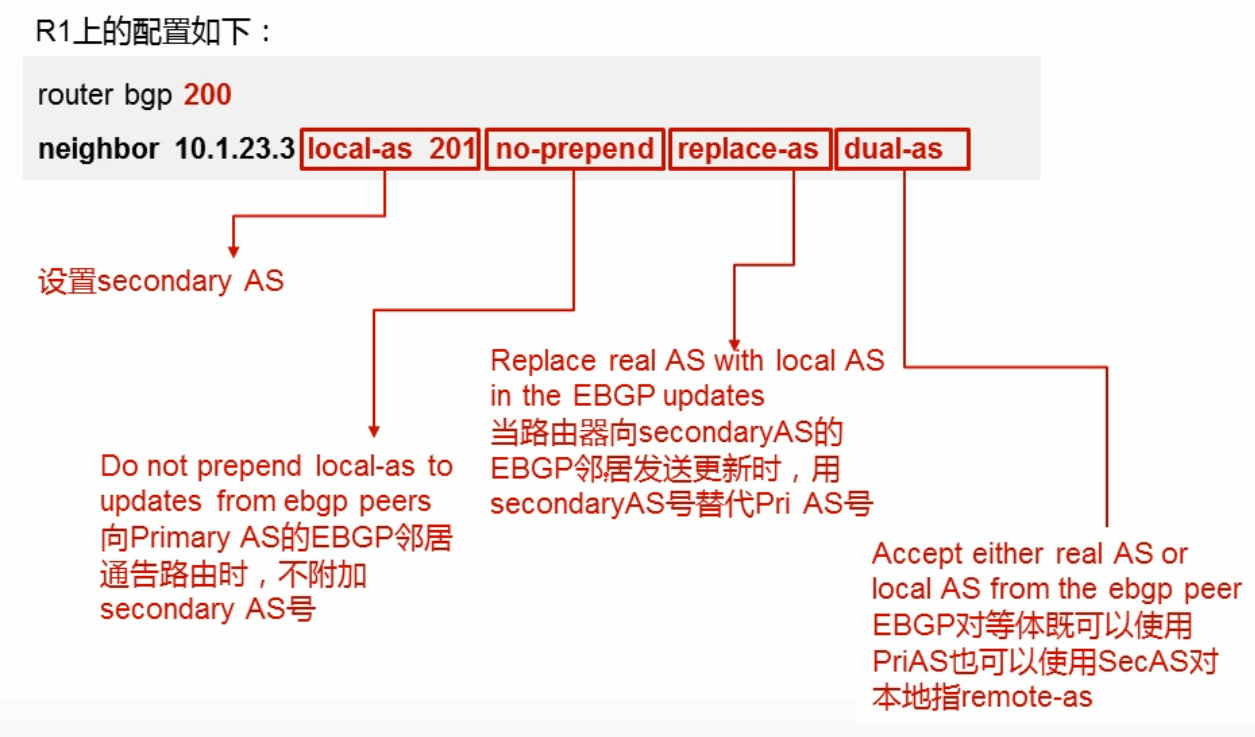 R1上的配置如下：
router bgp 200
neighbor 10.1.23.3 local-as 201 no-prepend replace-as dual-as
设置secondary AS
Do not prepend local-as to
updates from ebgp peers
向Primary AS的EBGP邻居
通告路由时，不附加
secondary AS号
Replace real AS with local AS
in the EBGP updates
当路由器向secondaryAS的
EBGP邻居发送更新时，用
secondaryAS号替代Pri AS号
Accept either real AS or
local AS from the ebgp peer
EBGP对等体既可以使用
PriAS也可以使用SecAS对
本地指remote-as